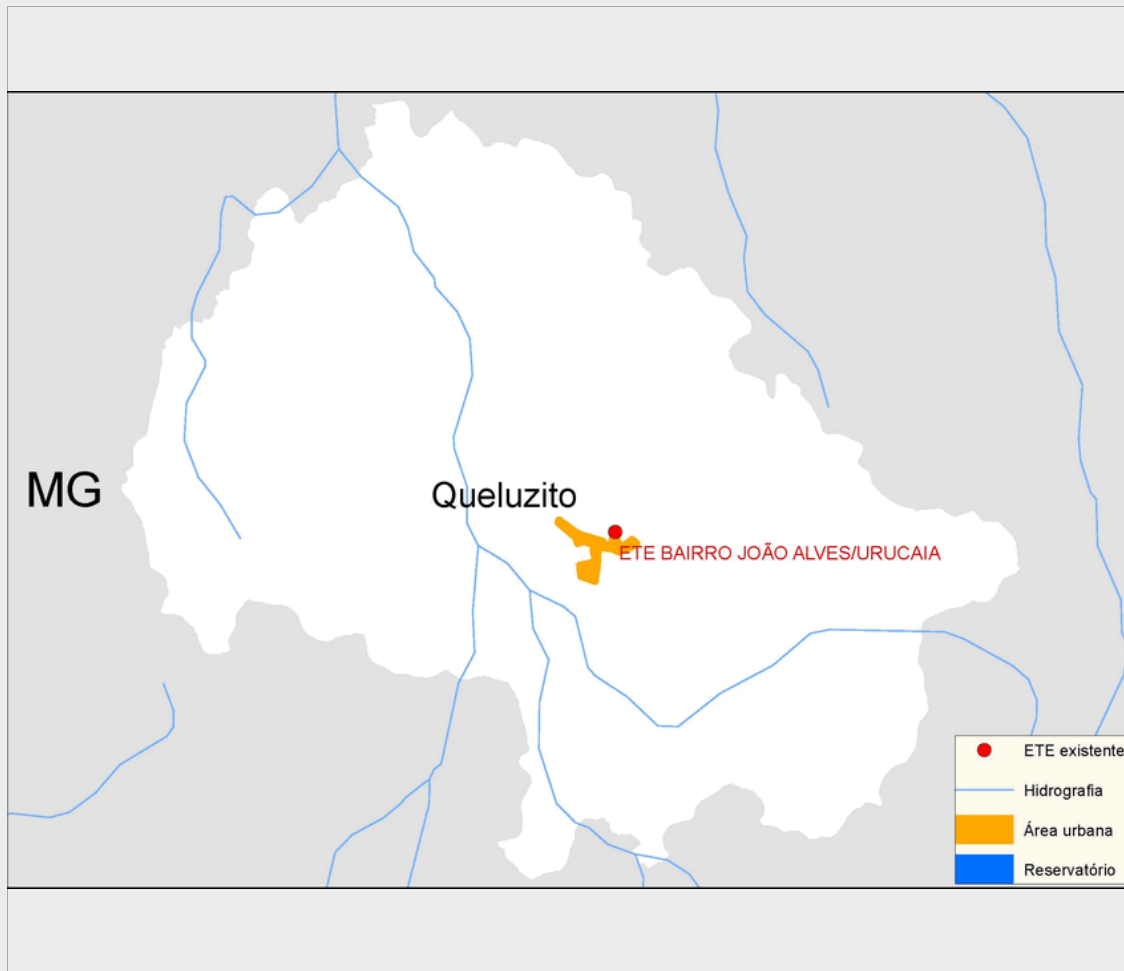 MG
Queluzito
ETE BAIRRO JOÃO ALVES/URUCAIA
ETE existente
Hidrografia
Área urbana
Reservatório